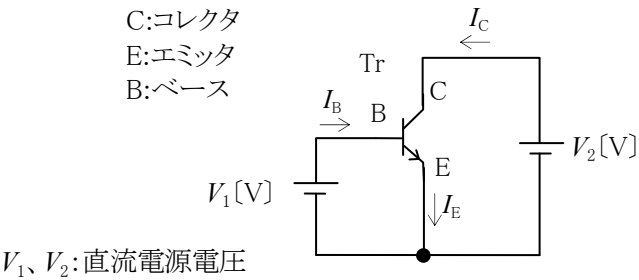 C:コレクタ
E:エミッタ
B:ベース
Tr
I_C
C
I_B
B
V_2〔V〕
E
V_1〔V〕
I_E
V_1、V_2:直流電源電圧